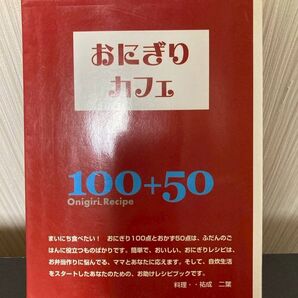 おにぎり
カフェ
100+50
Onigiri Recipe
まいにち食べたい! おにぎり100点とおかず50点は、ふだんのご
はんに役立つものばかりです。簡単で、おいしい、おにぎりレシピは、
お弁当作りに悩んでる、ママとあなたに応えます。そして、自炊生活
をスタートしたあなたのための、お助けレシピブックです。
料理・・祐成 二葉